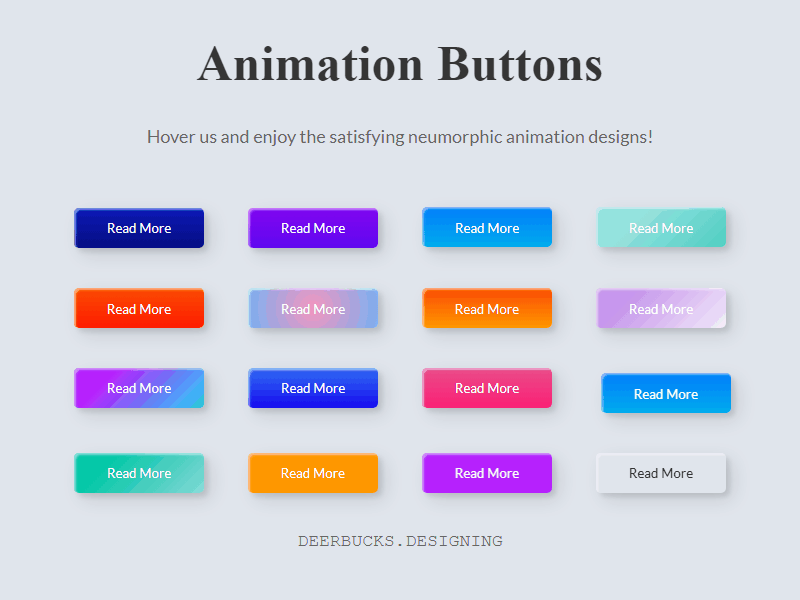 Animation Buttons
Hover us and enjoy the satisfying neumorphic animation designs!
Read More Read More Read More Read More
Read More Read More Read More Read More
Read More Read More Read More Read More
Read More Read More Read More Read More
DEERBUCKS.DESIGNING